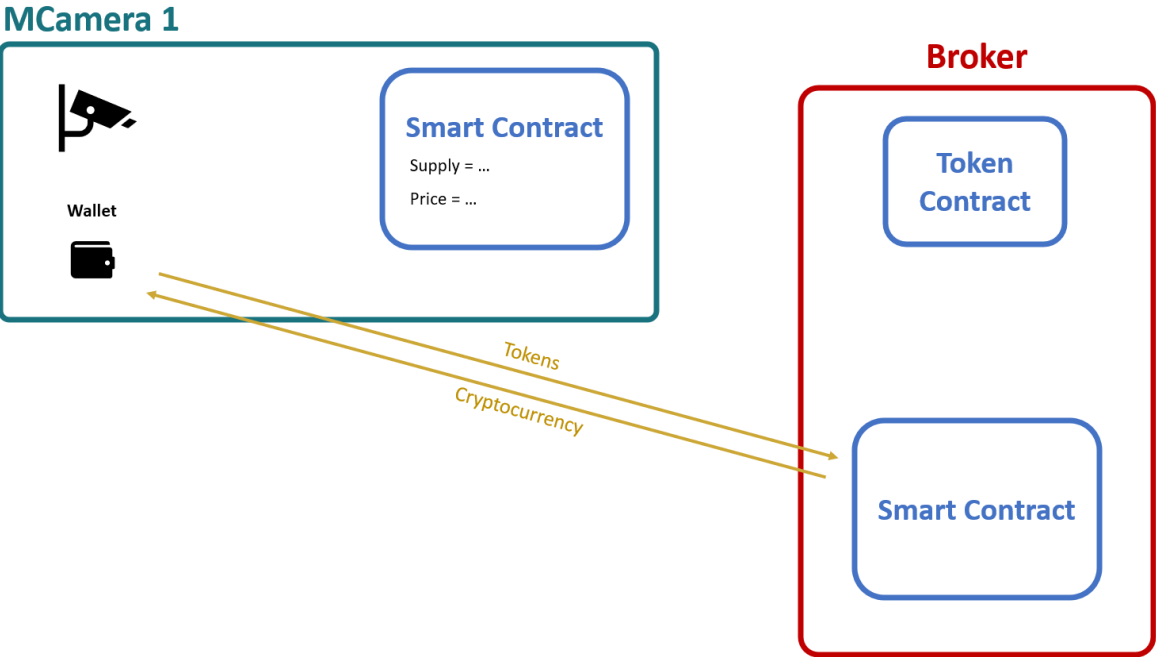 MCamera 1
Smart Contract
Supply = ...
Price = ...
Wallet
Tokens
Cryptocurrency
Broker
Token
Contract
Smart Contract